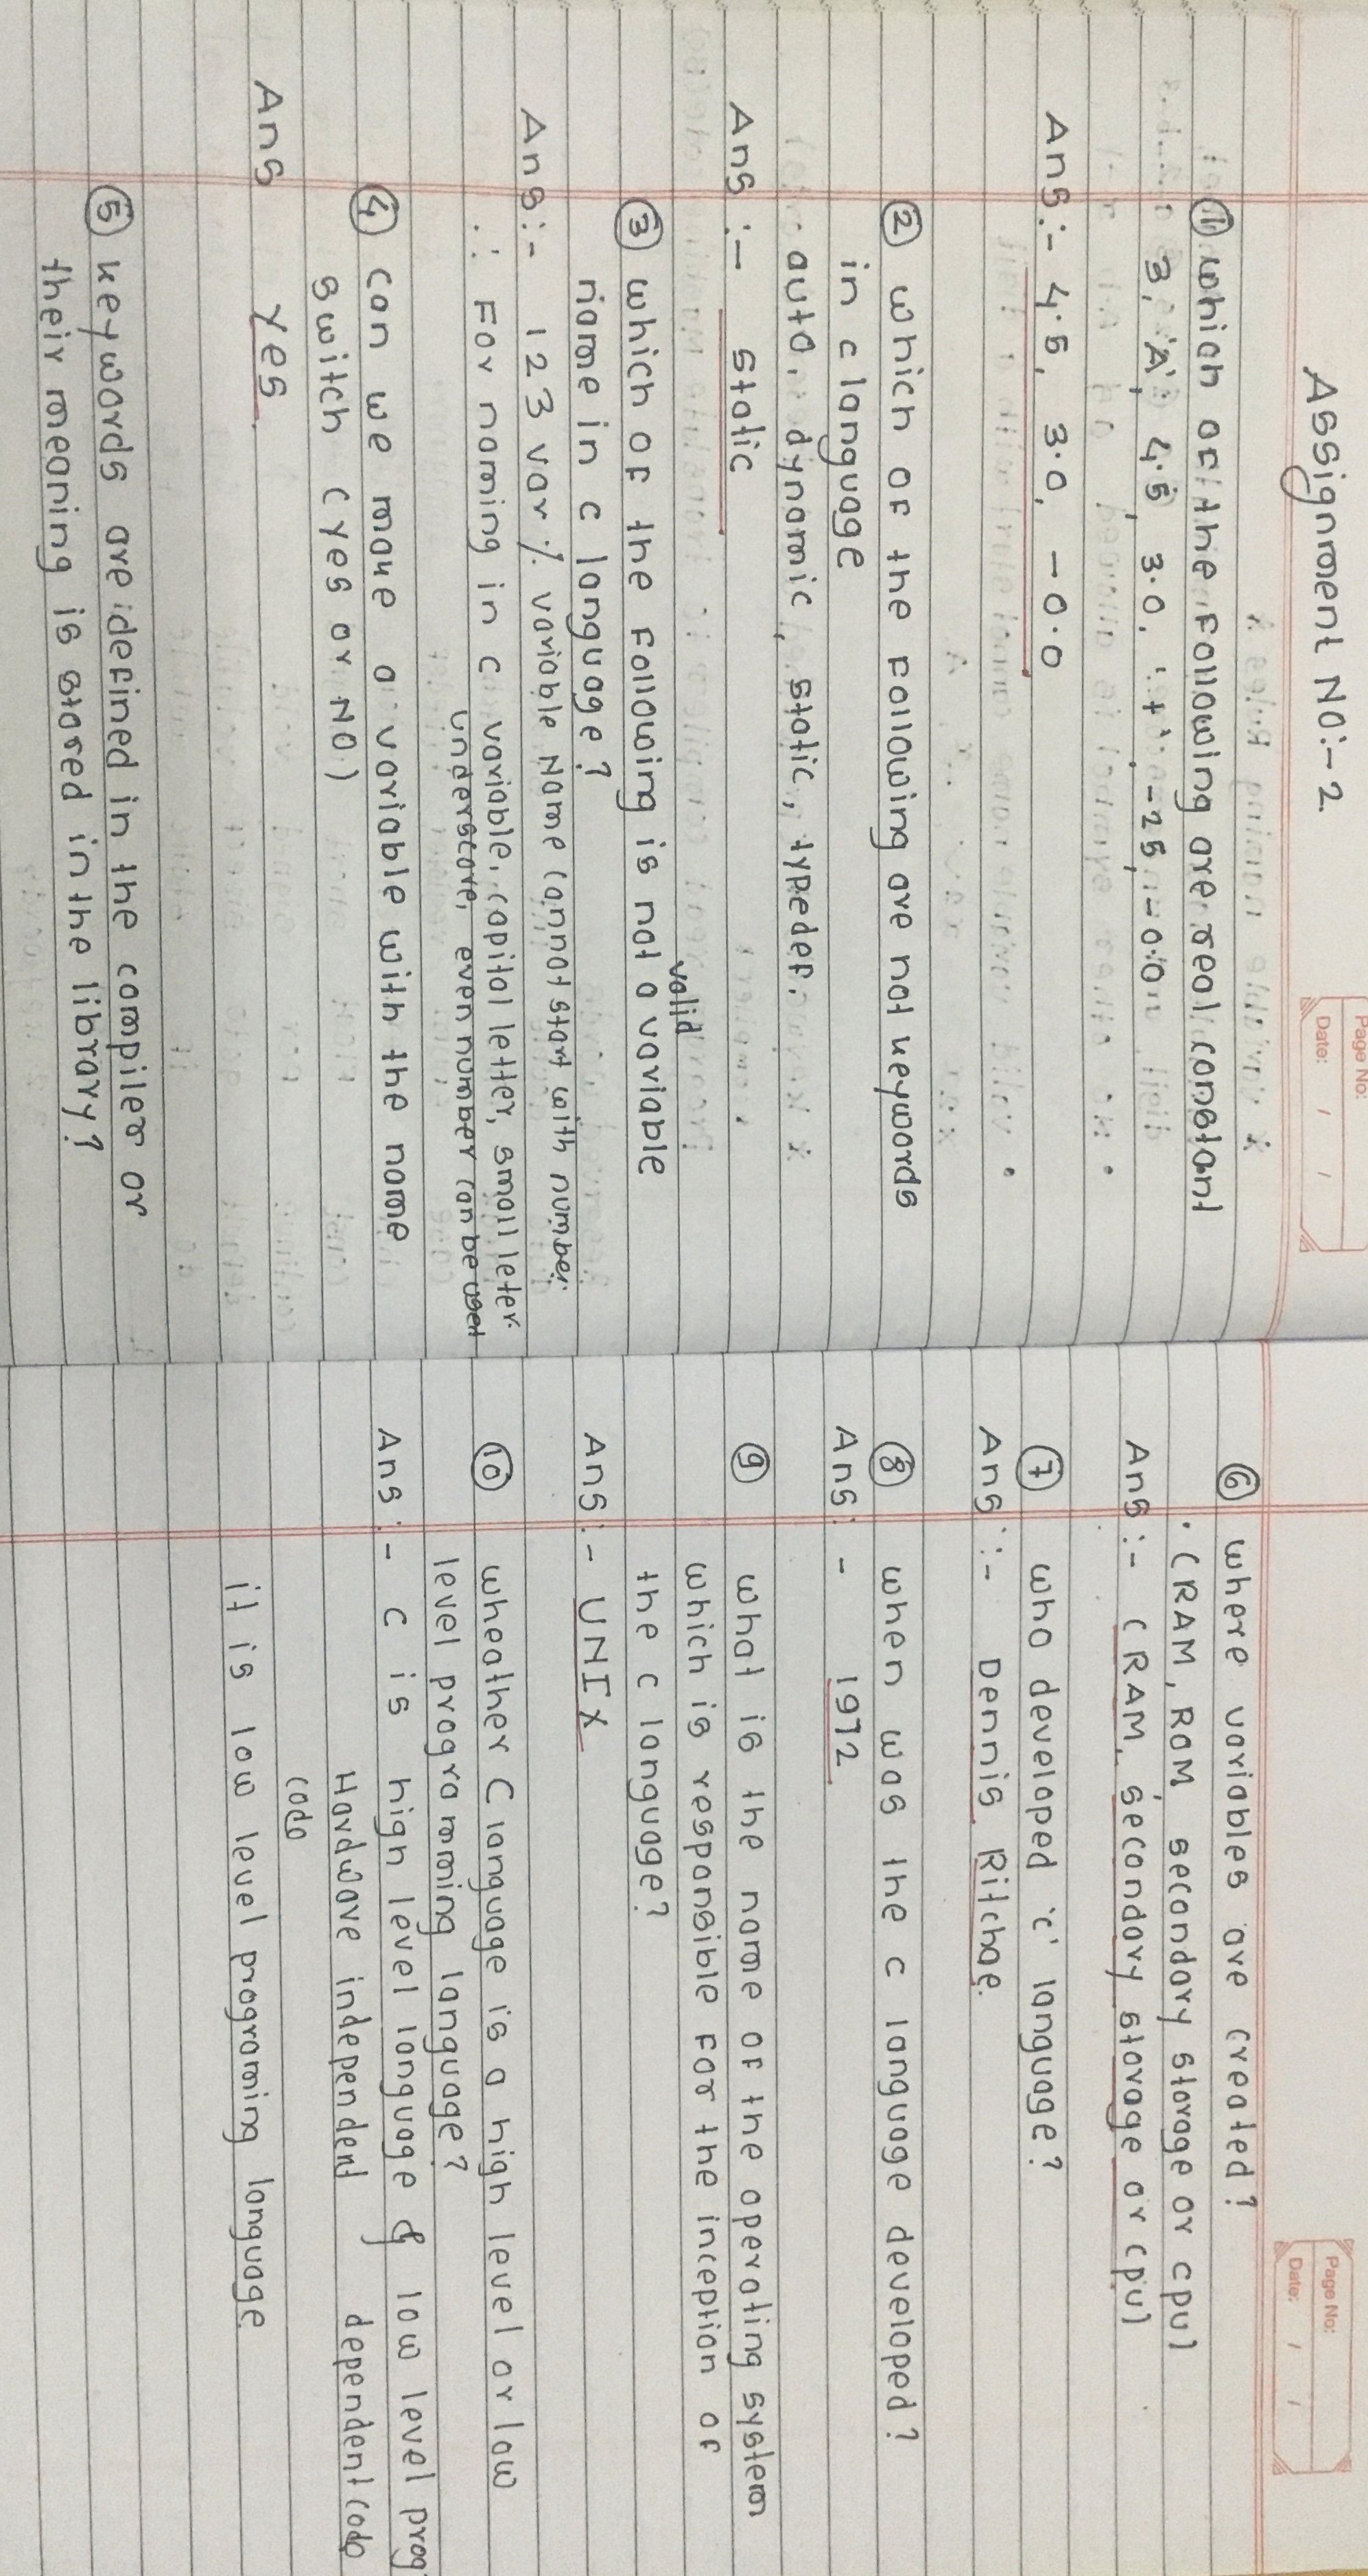 Assignment No:- 2
Page No:
Date: / /
① which of the following are real constant
3, 'A', 4.5, 3.0, '+', -25, -0.0
Ans:- 4.5, 3.0, -0.0
② which of the following are not keywords
in c language
auto, dynamic, static, typedef.
Ans :- static
③ which of the following is not a valid variable
name in c language?
Ans:- 123 var % variable Name cannot start with number
∴ For naming in c variable, capital letter, small leter
underscore, even number can be used
④ can we make a variable with the name
switch (yes or NO)
Ans yes
⑤ keywords are defined in the compiler or
their meaning is stored in the library?
Page No:
Date: / /
⑥ where variables are created?
(RAM, ROM, secondary storage or cpu)
Ans :- (RAM, secondary storage or cpu)
⑦ who developed 'c' language?
Ans :- Dennis Ritchae.
⑧ when was the c language developed?
Ans: - 1972
⑨ what is the name of the operating system
which is responsible for the inception of
the c language?
Ans:- UNIX
⑩ wheather C language is a high level or low
level programming language?
Ans :- c is high level language & low level prog
Hardware independent dependent code
code
it is low level programing language